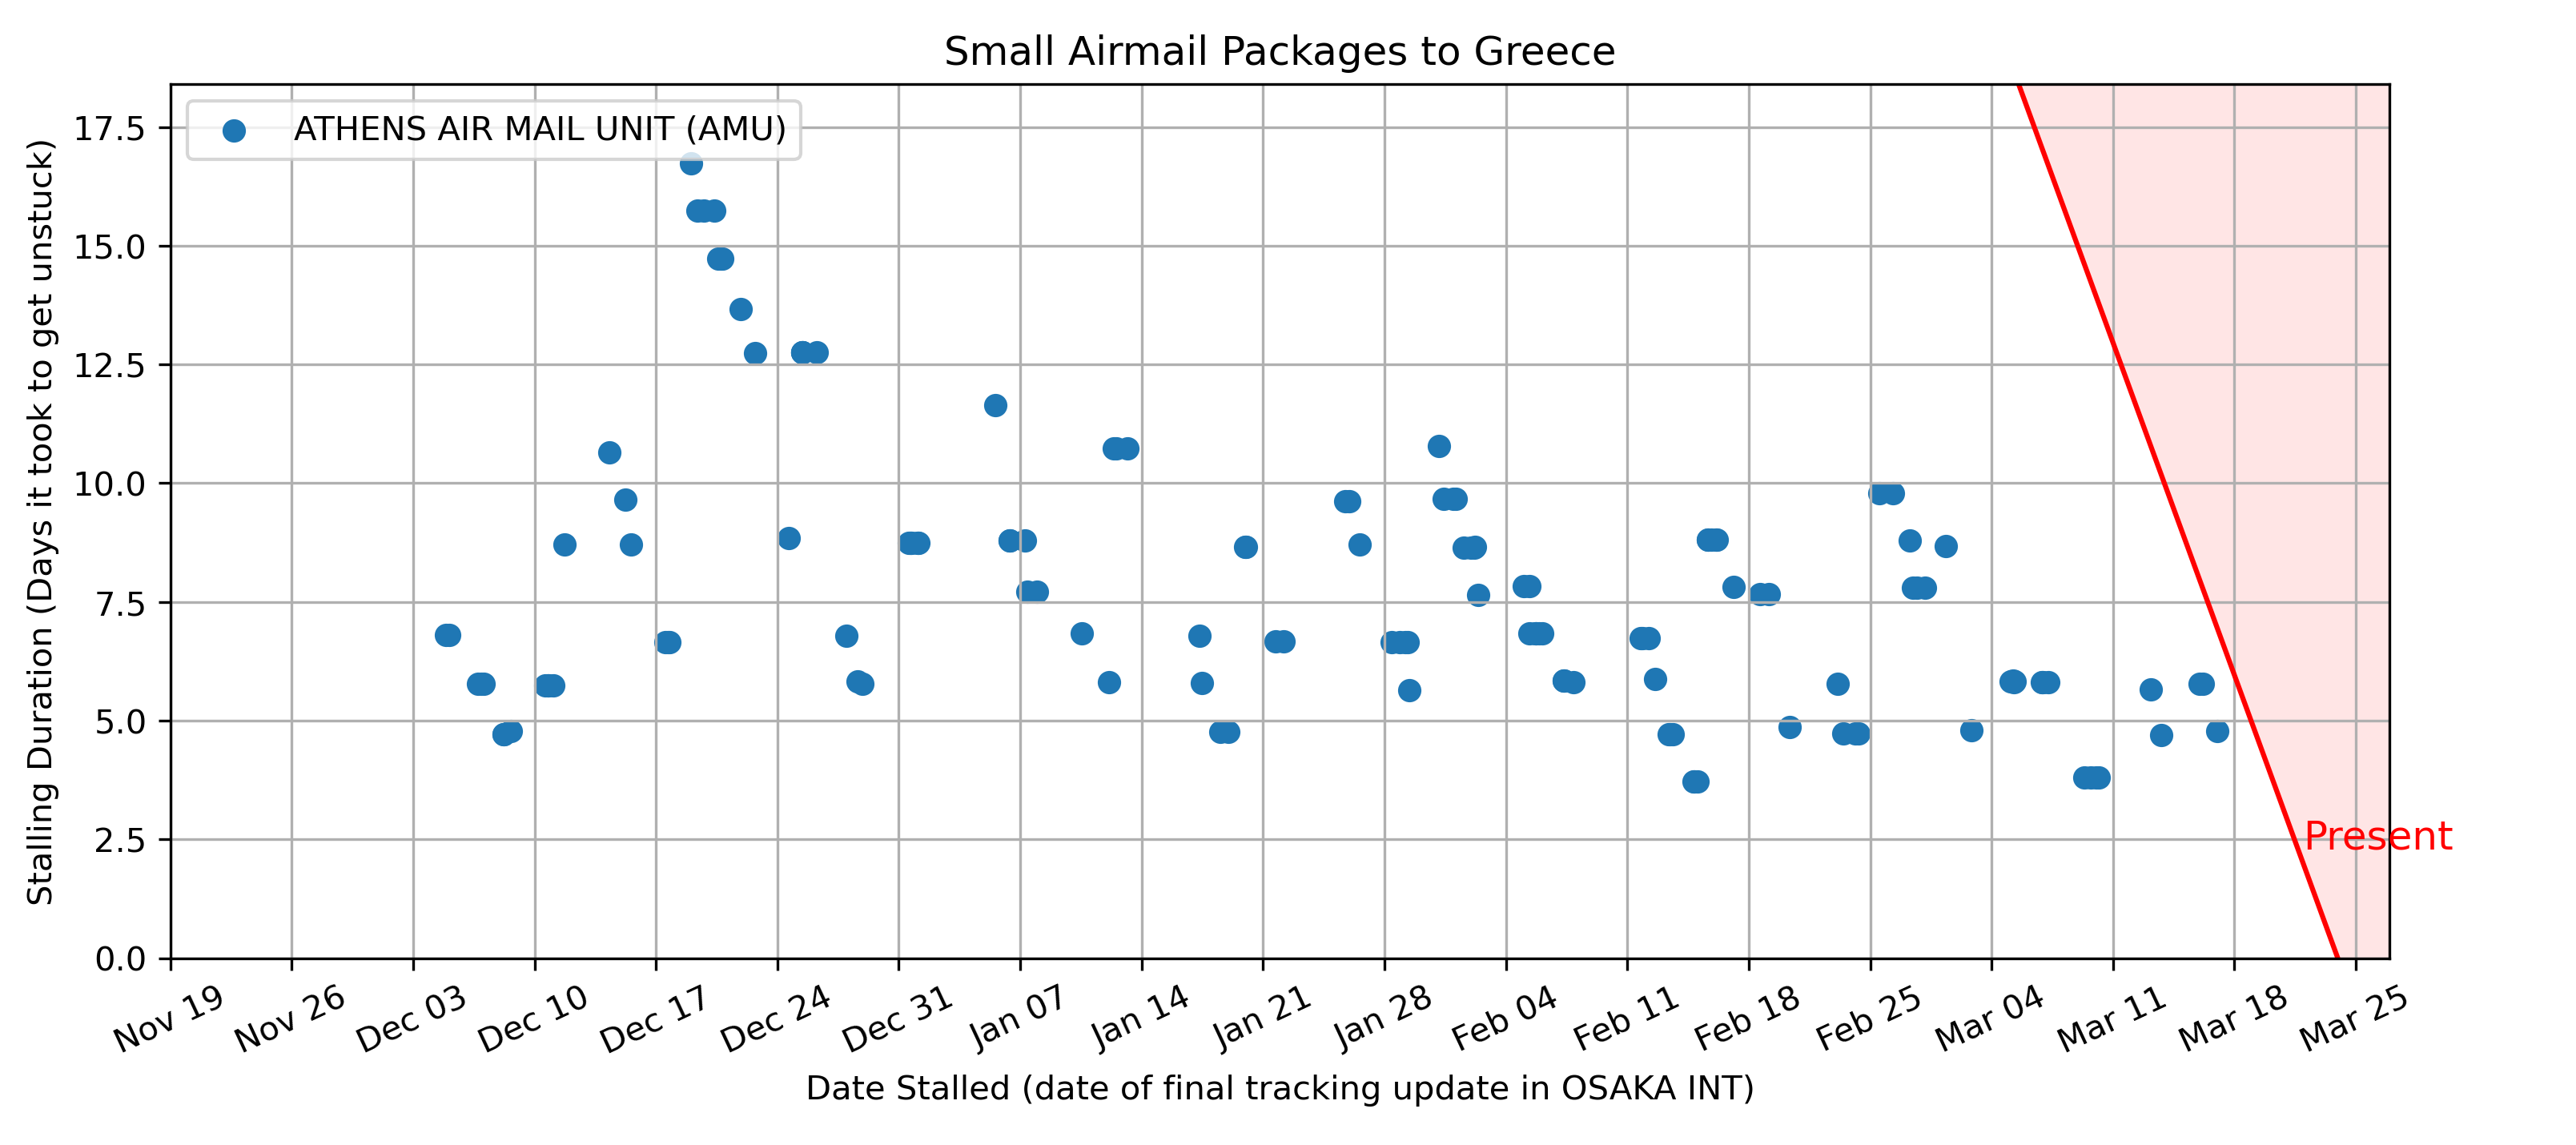 Small Airmail Packages to Greece
ATHENS AIR MAIL UNIT (AMU)
Stalling Duration (Days it took to get unstuck)
17.5
15.0
12.5
10.0
7.5
5.0
2.5
0.0
Present
Nov 19
Nov 26
Dec 03
Dec 10
Dec 17
Dec 24
Dec 31
Jan 07
Jan 14
Jan 21
Jan 28
Feb 04
Feb 11
Feb 18
Feb 25
Mar 04
Mar 11
Mar 18
Mar 25
Date Stalled (date of final tracking update in OSAKA INT)